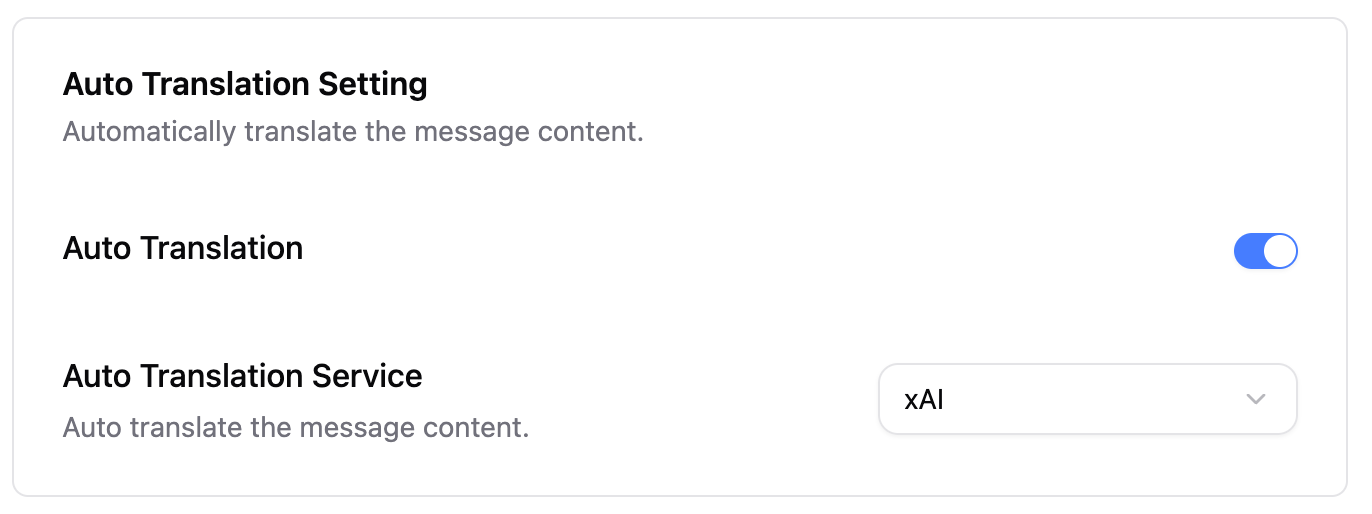 Auto Translation Setting
Automatically translate the message content.
Auto Translation
Auto Translation Service
Auto translate the message content.
xAI